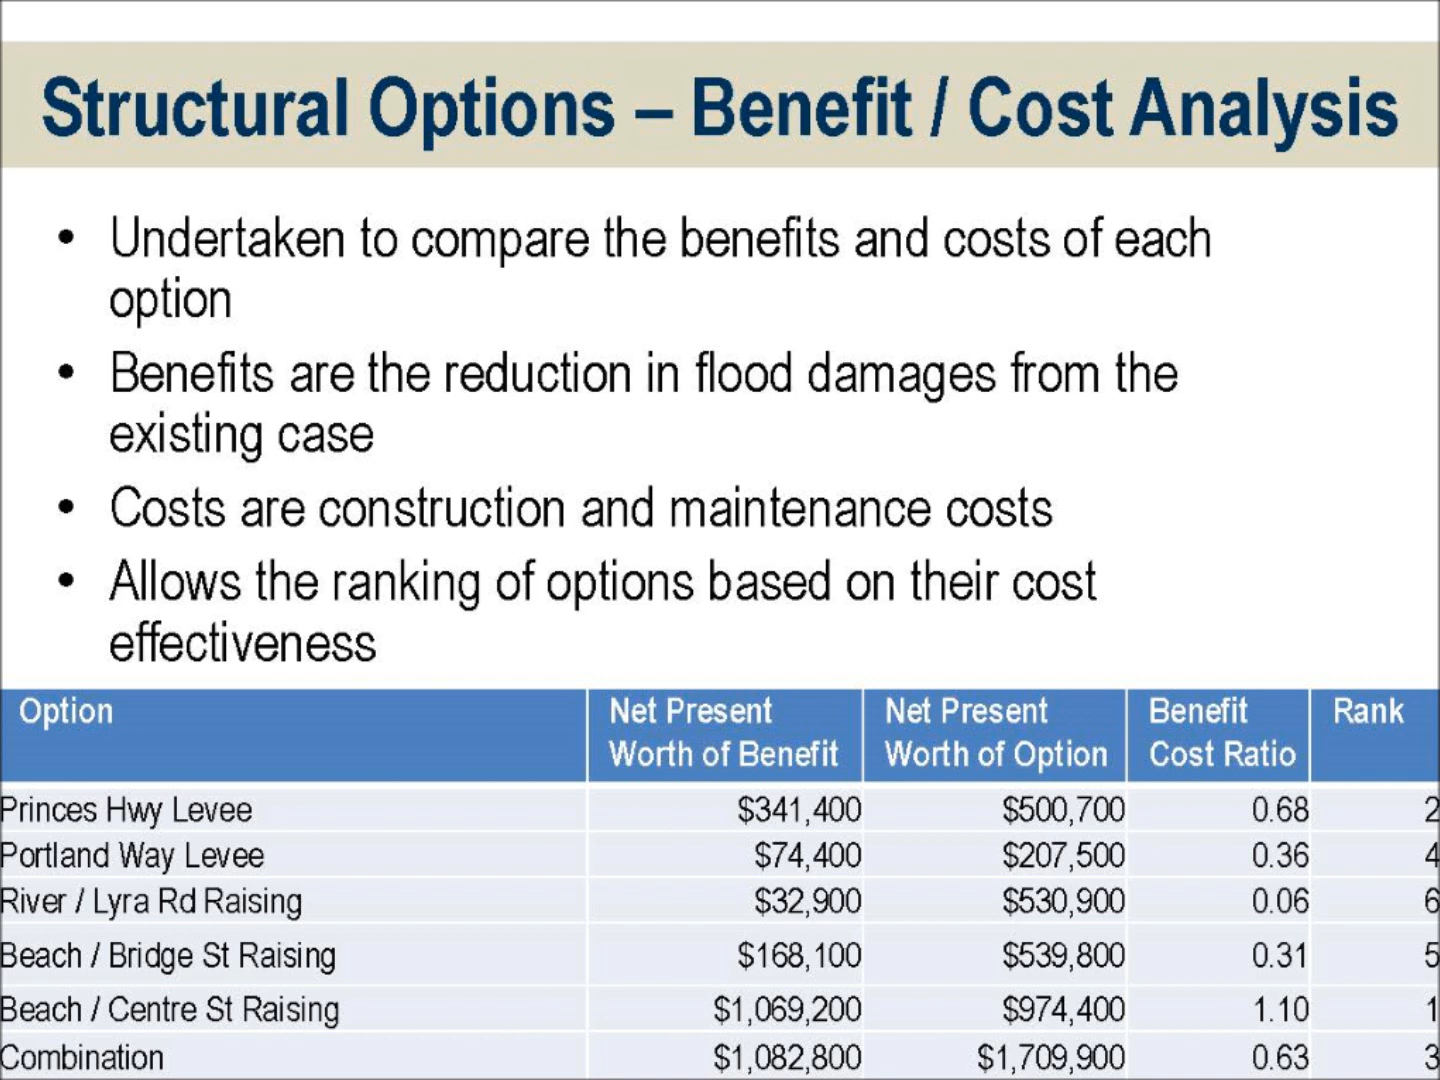 Structural Options – Benefit / Cost Analysis
• Undertaken to compare the benefits and costs of each
option
• Benefits are the reduction in flood damages from the
existing case
• Costs are construction and maintenance costs
• Allows the ranking of options based on their cost
effectiveness
Option Net Present Net Present Benefit Rank
Worth of Benefit Worth of Option Cost Ratio
Princes Hwy Levee $341,400 $500,700 0.68 2
Portland Way Levee $74,400 $207,500 0.36 4
River / Lyra Rd Raising $32,900 $530,900 0.06 6
Beach / Bridge St Raising $168,100 $539,800 0.31 5
Beach / Centre St Raising $1,069,200 $974,400 1.10 1
Combination $1,082,800 $1,709,900 0.63 3